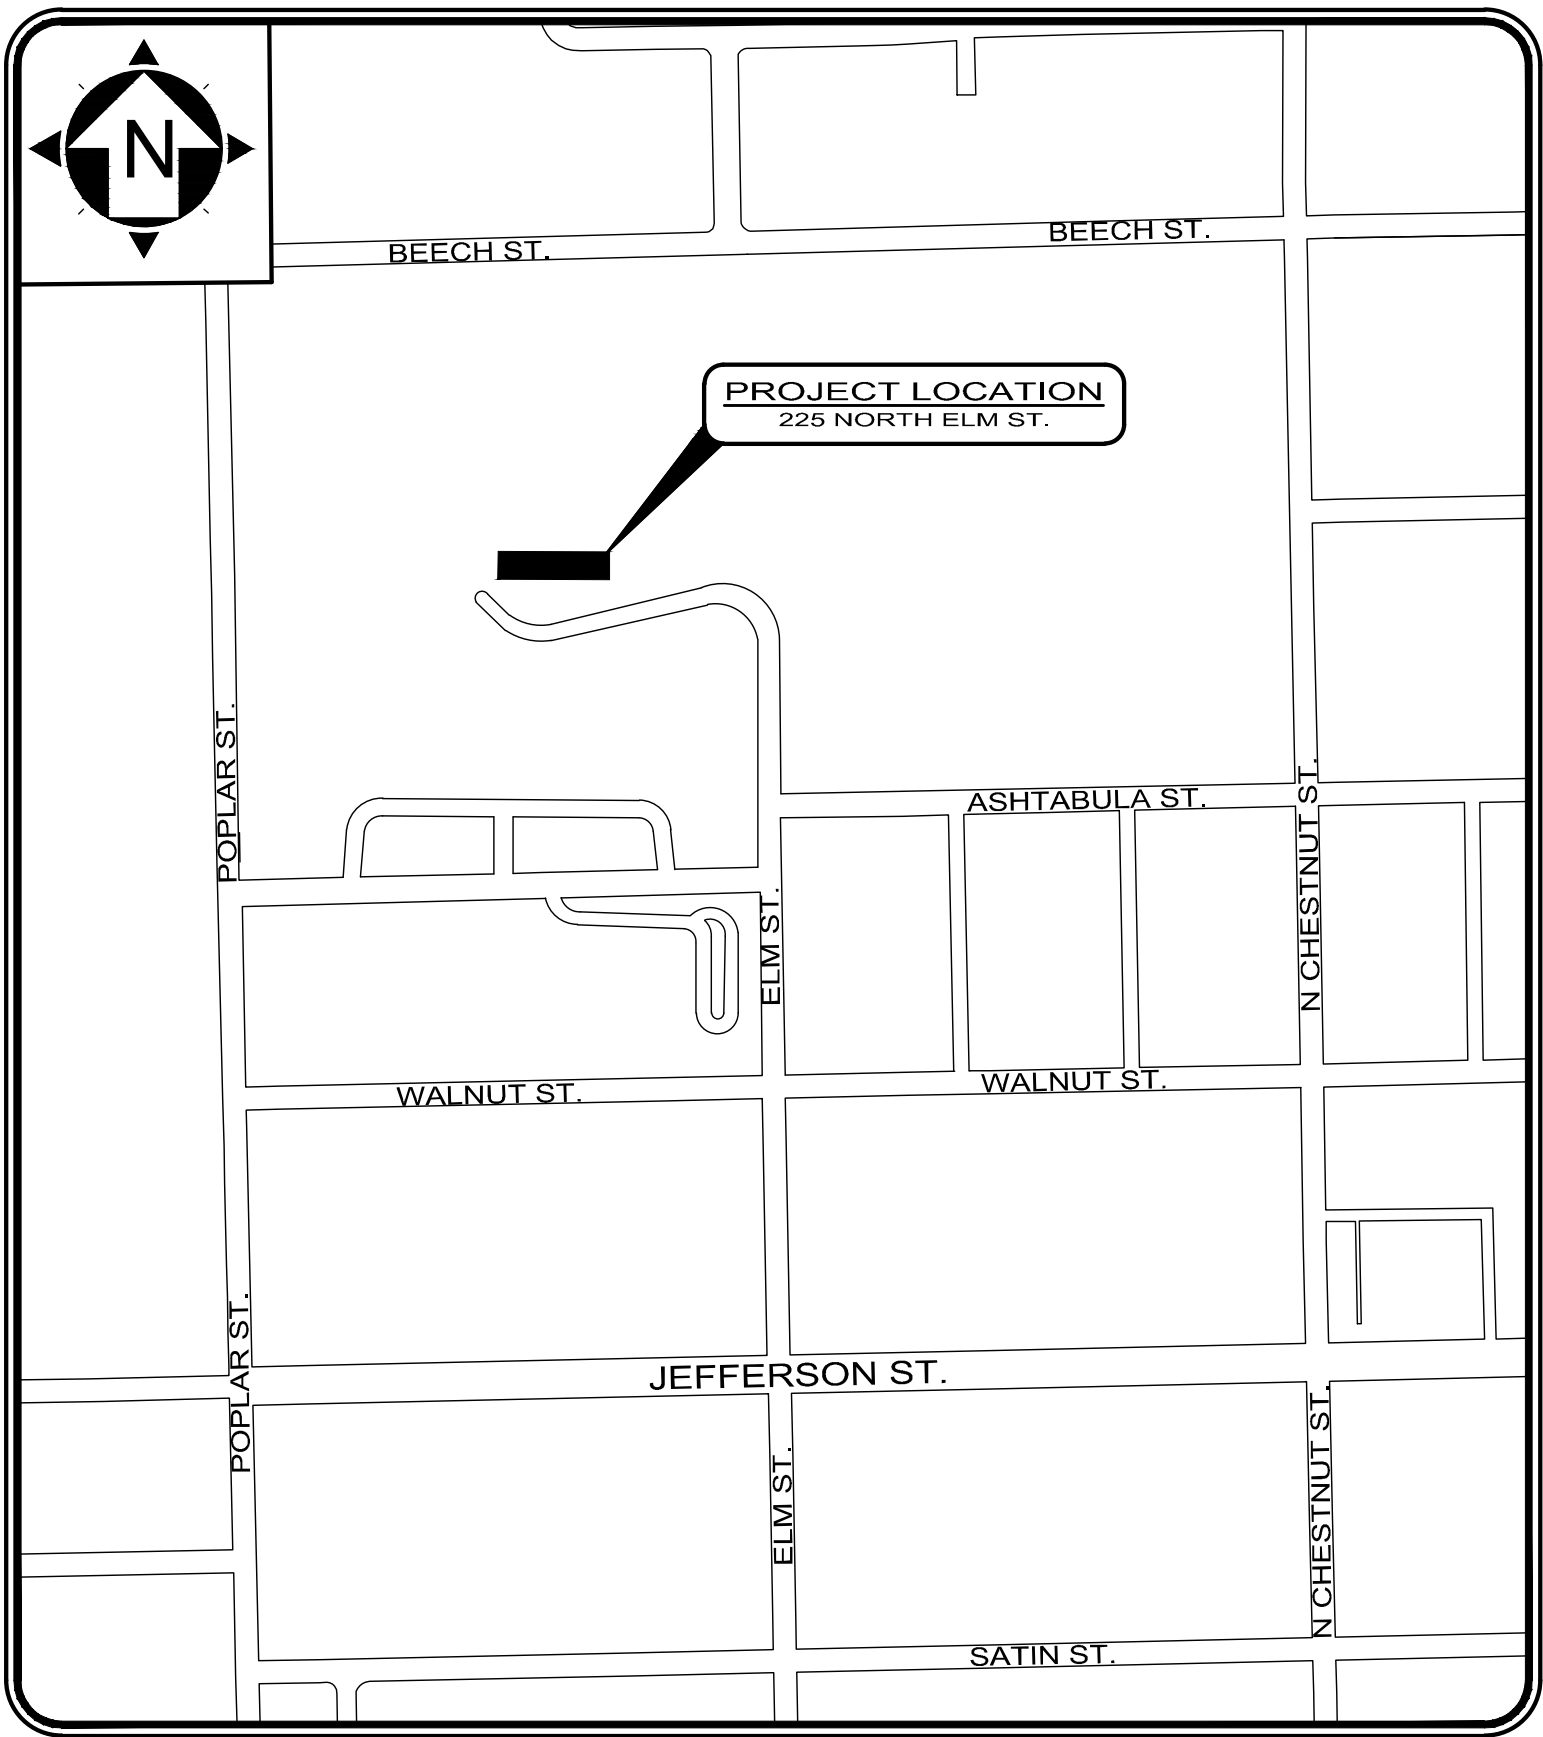 N
BEECH ST.
BEECH ST.
PROJECT LOCATION
225 NORTH ELM ST.
POPLAR ST.
ASHTABULA ST.
N CHESTNUT ST.
ELM ST.
WALNUT ST.
WALNUT ST.
POPLAR ST.
JEFFERSON ST.
ELM ST.
N CHESTNUT ST.
SATIN ST.